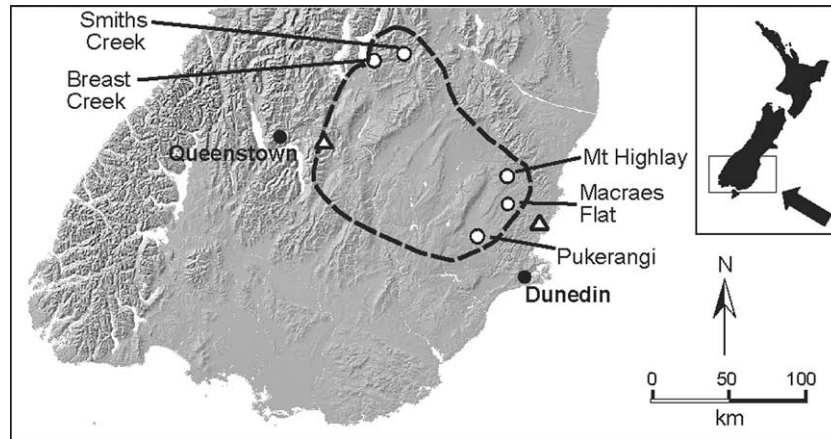 Smiths
Creek
Breast
Creek
Queenstown
Mt Highlay
Macraes
Flat
Pukerangi
Dunedin
N
0 50 100
km